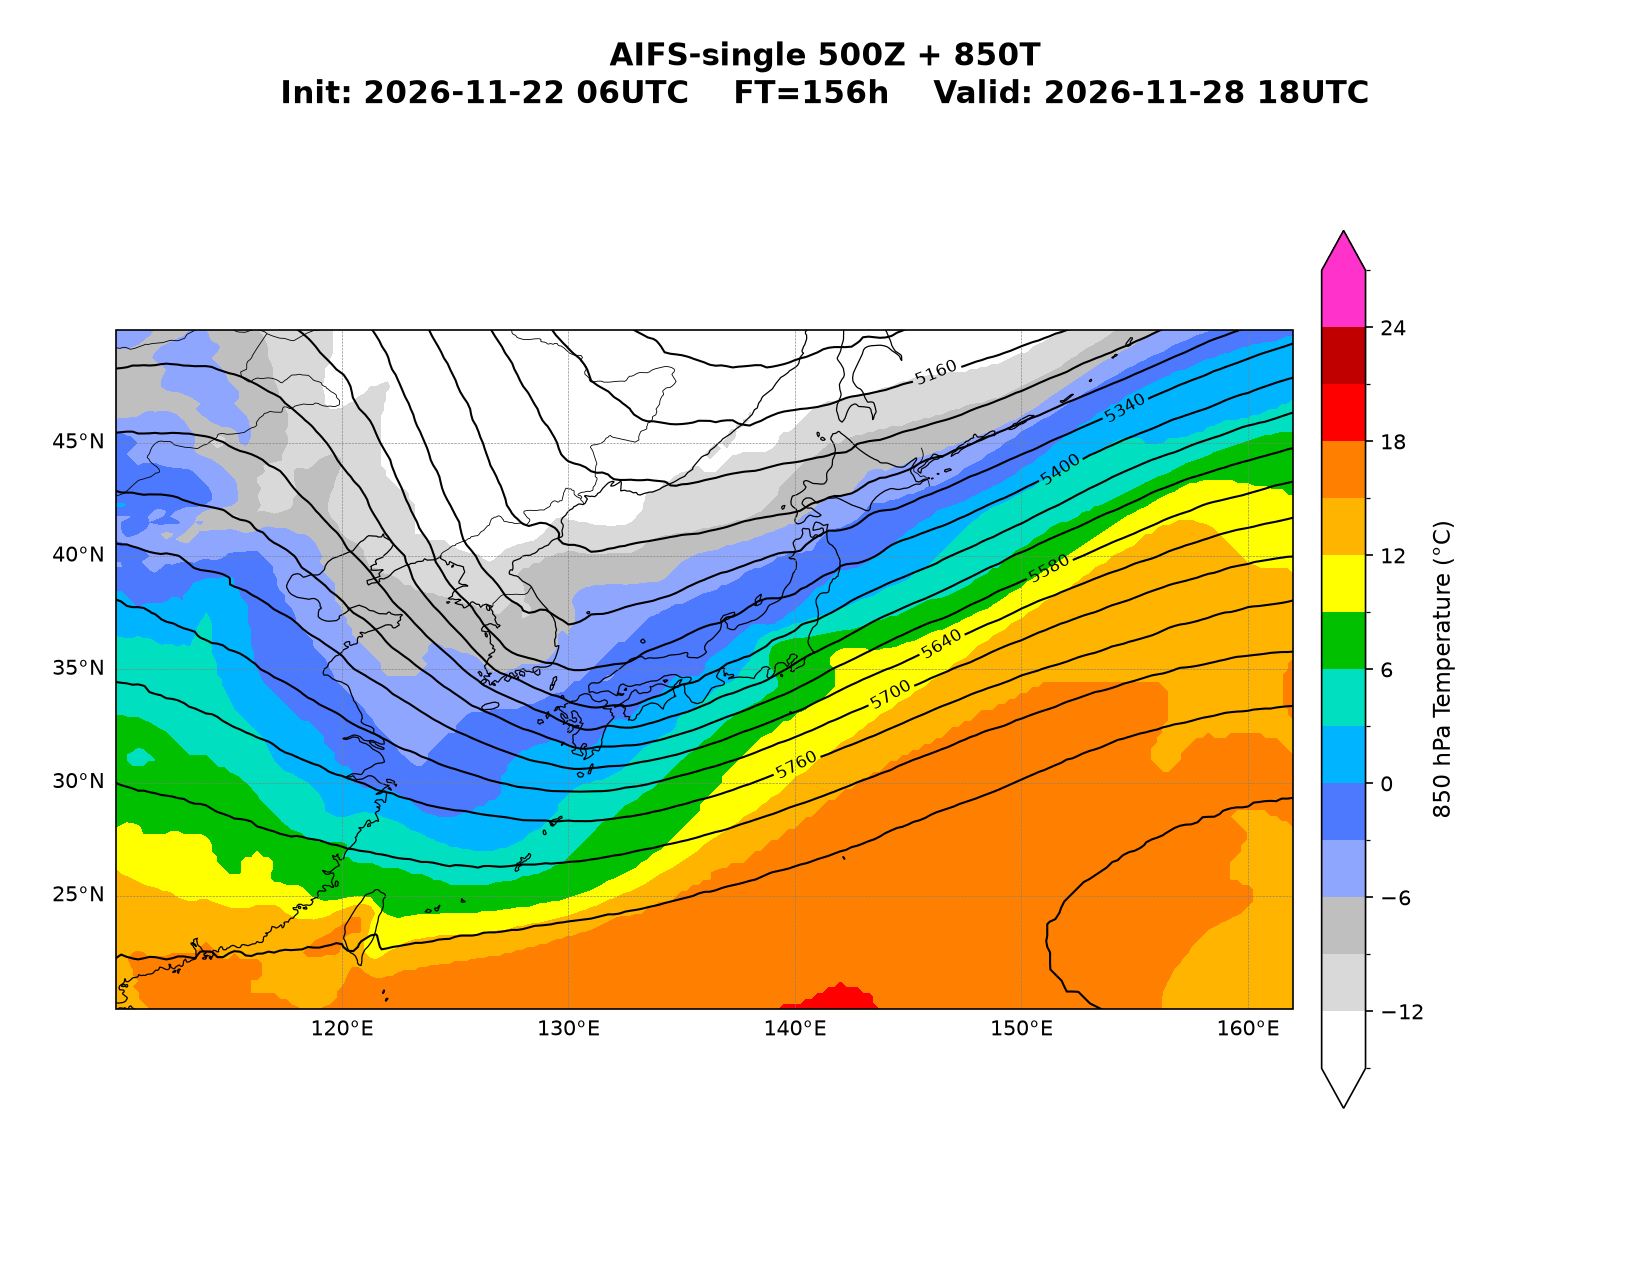 AIFS-single 500Z + 850T
Init: 2026-11-22 06UTC    FT=156h    Valid: 2026-11-28 18UTC
45°N
40°N
35°N
30°N
25°N
120°E
130°E
140°E
150°E
160°E
5160
5340
5400
5580
5640
5700
5760
24
18
12
6
0
−6
−12
850 hPa Temperature (°C)